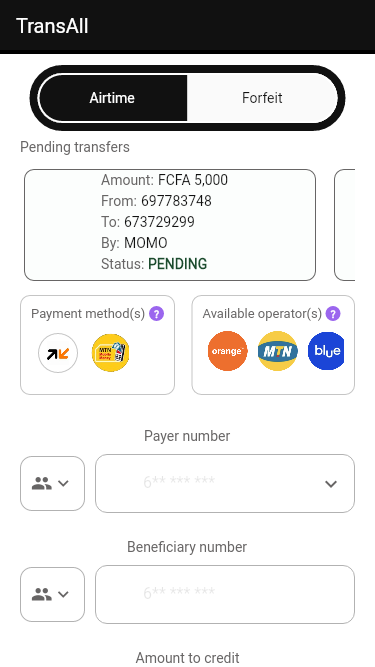 TransAll
Airtime
Forfeit
Pending transfers
Amount: FCFA 5,000
From: 697783748
To: 673729299
By: MOMO
Status: PENDING
Payment method(s) ?
Available operator(s) ?
MTN
orange
MTN
blue
Payer number
6** *** ***
Beneficiary number
6** *** ***
Amount to credit